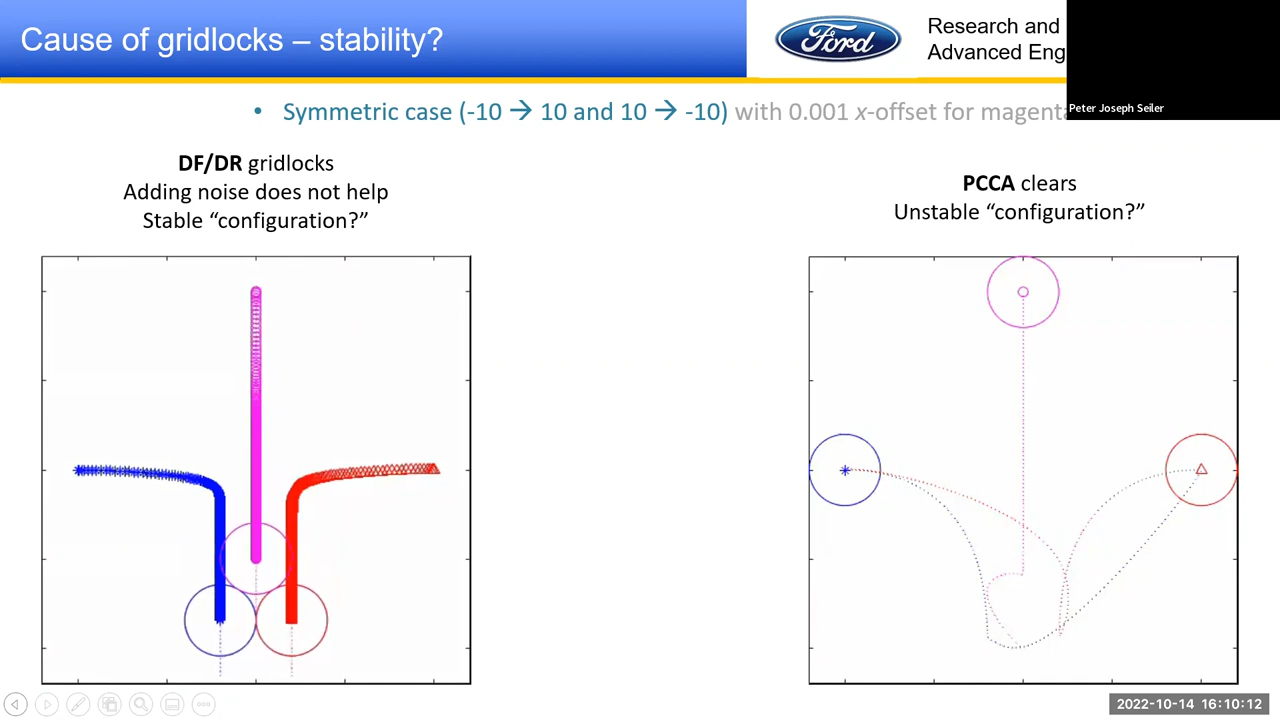 Cause of gridlocks – stability?
Ford
Research and
Advanced Eng
Peter Joseph Seiler
• Symmetric case (-10 → 10 and 10 → -10) with 0.001 x-offset for magenta
DF/DR gridlocks
Adding noise does not help
Stable “configuration?”
PCCA clears
Unstable “configuration?”
2022-10-14 16:10:12